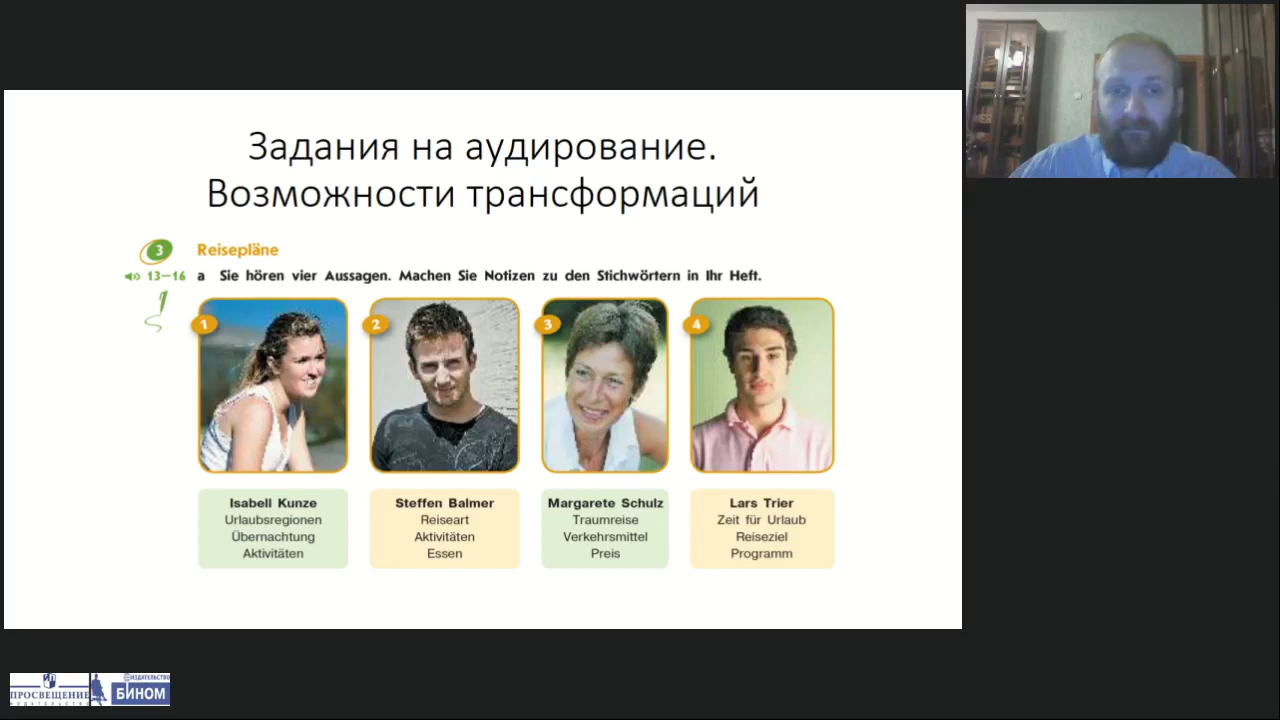 Задания на аудирование.
Возможности трансформаций
3 Reisepläne
13–16 a Sie hören vier Aussagen. Machen Sie Notizen zu den Stichwörtern in Ihr Heft.
1
2
3
4
Isabell Kunze
Urlaubsregionen
Übernachtung
Aktivitäten
Steffen Balmer
Reiseart
Aktivitäten
Essen
Margarete Schulz
Traumreise
Verkehrsmittel
Preis
Lars Trier
Zeit für Urlaub
Reiseziel
Programm
ПРОСВЕЩЕНИЕ
ИЗДАТЕЛЬСТВО
ИЗДАТЕЛЬСТВО
БИНОМ